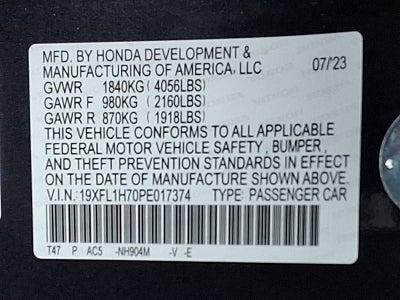 MFD. BY HONDA DEVELOPMENT &
MANUFACTURING OF AMERICA, LLC 07/'23
GVWR 1840KG (4056LBS)
GAWR F 980KG (2160LBS)
GAWR R 870KG (1918LBS)
THIS VEHICLE CONFORMS TO ALL APPLICABLE
FEDERAL MOTOR VEHICLE SAFETY, BUMPER,
AND THEFT PREVENTION STANDARDS IN EFFECT
ON THE DATE OF MANUFACTURE SHOWN ABOVE.
V.I.N.:19XFL1H70PE017374 TYPE: PASSENGER CAR
T47 P AC5 -NH904M -V -E